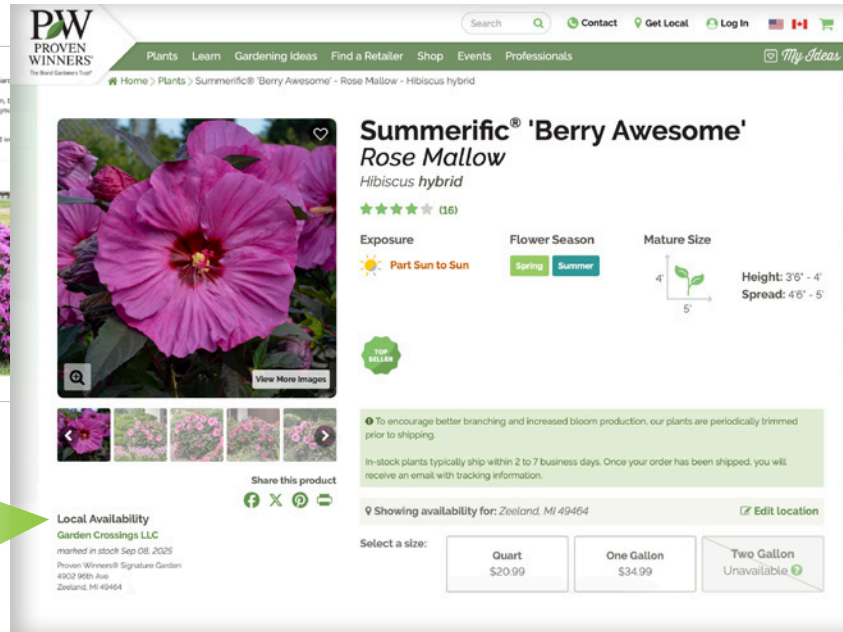 PW
PROVEN
WINNERS®
The Brand Gardeners Trust®
Search
Contact
Get Local
Log In
Plants
Learn
Gardening Ideas
Find a Retailer
Shop
Events
Professionals
My Ideas
Home > Plants > Summerific® 'Berry Awesome' - Rose Mallow - Hibiscus hybrid
Summerific® 'Berry Awesome'
Rose Mallow
Hibiscus hybrid
(16)
Exposure
Part Sun to Sun
Flower Season
Spring
Summer
Mature Size
4'
5'
Height: 3'6" - 4'
Spread: 4'6" - 5'
TOP
SELLER
View More Images
To encourage better branching and increased bloom production, our plants are periodically trimmed
prior to shipping.
In-stock plants typically ship within 2 to 7 business days. Once your order has been shipped, you will
receive an email with tracking information.
Share this product
Showing availability for: Zeeland, MI 49464
Edit location
Local Availability
Garden Crossings LLC
marked in stock Sep 08, 2025
Proven Winners® Signature Garden
4902 96th Ave
Zeeland, MI 49464
Select a size:
Quart
$20.99
One Gallon
$34.99
Two Gallon
Unavailable ?